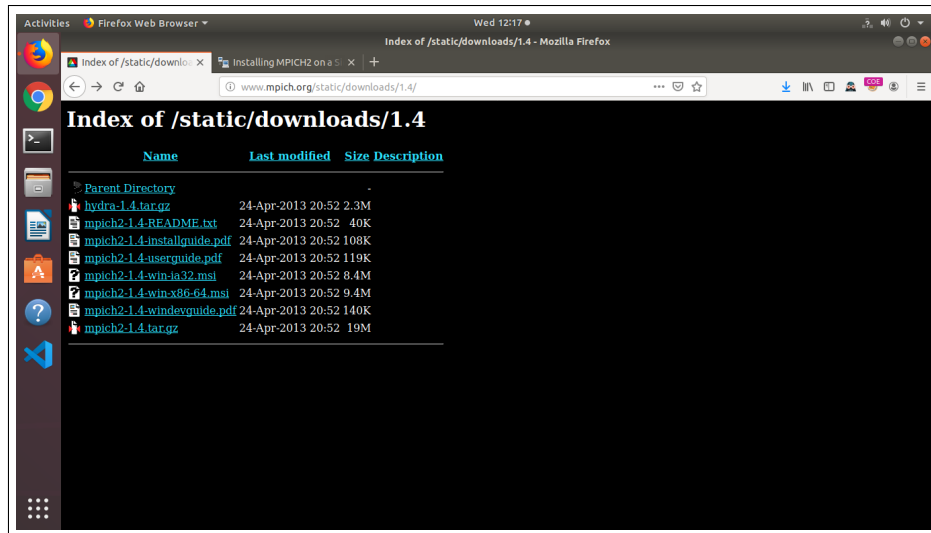 Activities Firefox Web Browser Wed 12:17
Index of /static/downloads/1.4 - Mozilla Firefox
Index of /static/downloa Installing MPICH2 on a Si
www.mpich.org/static/downloads/1.4/ COE
Index of /static/downloads/1.4
Name Last modified Size Description
Parent Directory -
hydra-1.4.tar.gz 24-Apr-2013 20:52 2.3M
mpich2-1.4-README.txt 24-Apr-2013 20:52 40K
mpich2-1.4-installguide.pdf 24-Apr-2013 20:52 108K
mpich2-1.4-userguide.pdf 24-Apr-2013 20:52 119K
mpich2-1.4-win-ia32.msi 24-Apr-2013 20:52 8.4M
mpich2-1.4-win-x86-64.msi 24-Apr-2013 20:52 9.4M
mpich2-1.4-windevguide.pdf 24-Apr-2013 20:52 140K
mpich2-1.4.tar.gz 24-Apr-2013 20:52 19M